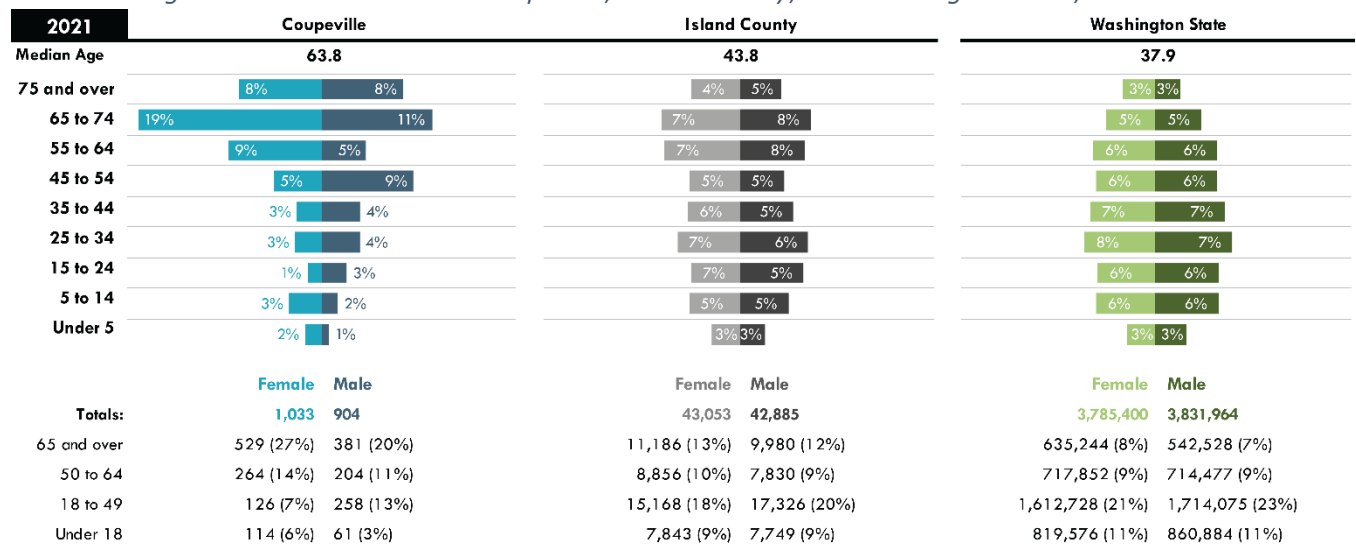 2021 Coupeville Island County Washington State
Median Age 63.8 43.8 37.9
75 and over 8% 8% 4% 5% 3% 3%
65 to 74 19% 11% 7% 8% 5% 5%
55 to 64 9% 5% 7% 8% 6% 6%
45 to 54 5% 9% 5% 5% 6% 6%
35 to 44 3% 4% 6% 5% 7% 7%
25 to 34 3% 4% 7% 6% 8% 7%
15 to 24 1% 3% 7% 5% 6% 6%
5 to 14 3% 2% 5% 5% 6% 6%
Under 5 2% 1% 3% 3% 3% 3%
Female Male Female Male Female Male
Totals: 1,033 904 43,053 42,885 3,785,400 3,831,964
65 and over 529 (27%) 381 (20%) 11,186 (13%) 9,980 (12%) 635,244 (8%) 542,528 (7%)
50 to 64 264 (14%) 204 (11%) 8,856 (10%) 7,830 (9%) 717,852 (9%) 714,477 (9%)
18 to 49 126 (7%) 258 (13%) 15,168 (18%) 17,326 (20%) 1,612,728 (21%) 1,714,075 (23%)
Under 18 114 (6%) 61 (3%) 7,843 (9%) 7,749 (9%) 819,576 (11%) 860,884 (11%)